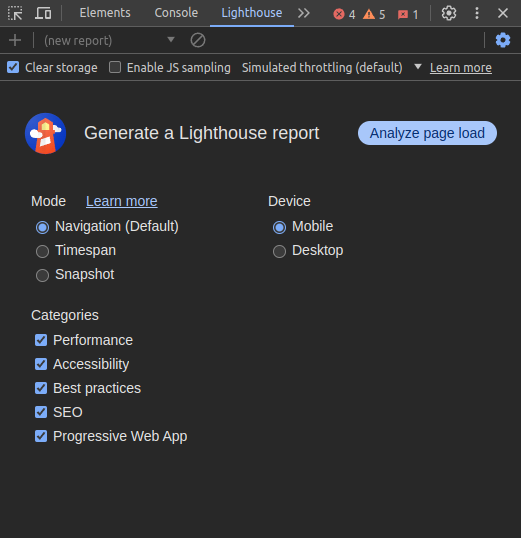 Elements Console Lighthouse 4 5 1
(new report)
Clear storage Enable JS sampling Simulated throttling (default) Learn more
Generate a Lighthouse report Analyze page load
Mode Learn more Device
Navigation (Default) Mobile
Timespan Desktop
Snapshot
Categories
Performance
Accessibility
Best practices
SEO
Progressive Web App